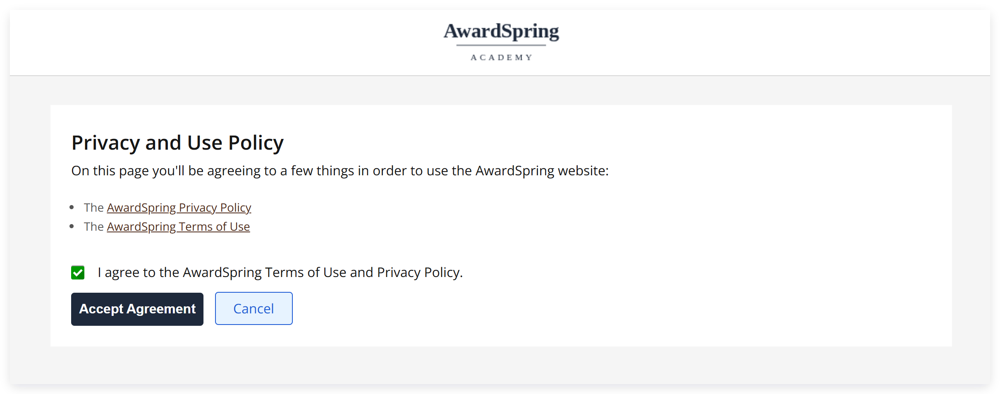 AwardSpring
ACADEMY
Privacy and Use Policy
On this page you'll be agreeing to a few things in order to use the AwardSpring website:
• The AwardSpring Privacy Policy
• The AwardSpring Terms of Use
I agree to the AwardSpring Terms of Use and Privacy Policy.
Accept Agreement
Cancel